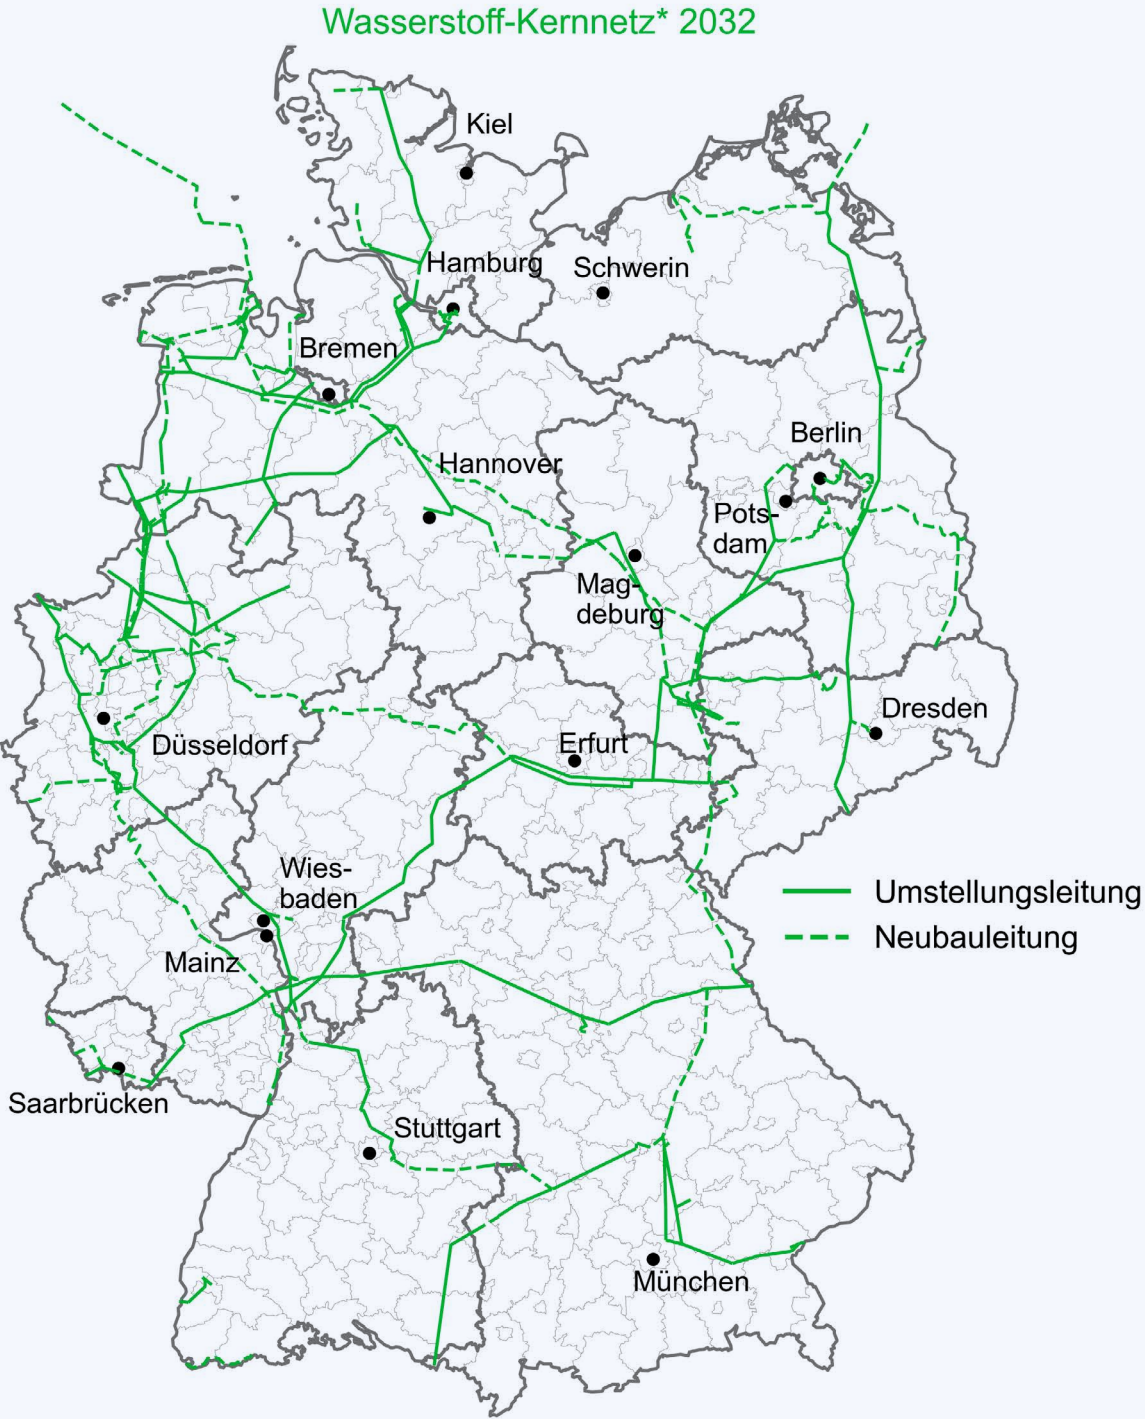 Wasserstoff-Kernnetz* 2032
Kiel
Hamburg
Schwerin
Bremen
Berlin
Hannover
Pots-
dam
Mag-
deburg
Dresden
Düsseldorf
Erfurt
Wies-
baden
Umstellungsleitung
Neubauleitung
Mainz
Saarbrücken
Stuttgart
München